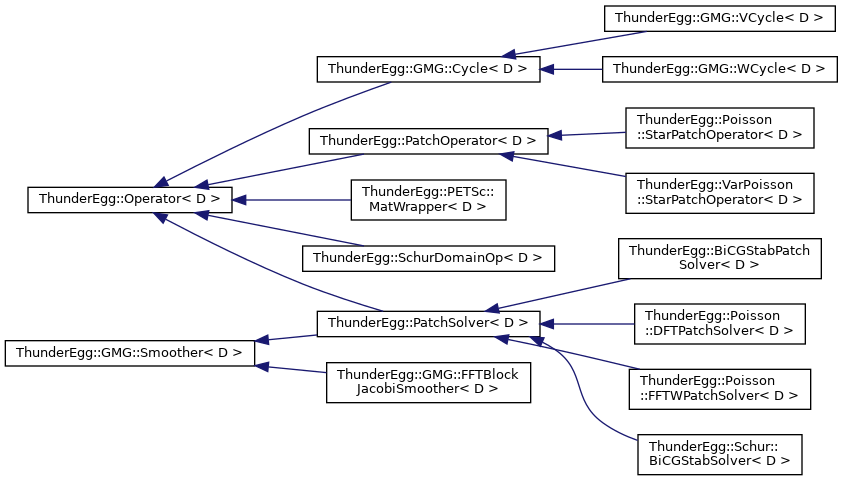 ThunderEgg::GMG::VCycle< D >
ThunderEgg::GMG::Cycle< D >
ThunderEgg::GMG::WCycle< D >
ThunderEgg::Poisson
::StarPatchOperator< D >
ThunderEgg::PatchOperator< D >
ThunderEgg::VarPoisson
::StarPatchOperator< D >
ThunderEgg::Operator< D >
ThunderEgg::PETSc::
MatWrapper< D >
ThunderEgg::SchurDomainOp< D >
ThunderEgg::BiCGStabPatch
Solver< D >
ThunderEgg::PatchSolver< D >
ThunderEgg::Poisson
::DFTPatchSolver< D >
ThunderEgg::GMG::Smoother< D >
ThunderEgg::GMG::FFTBlock
JacobiSmoother< D >
ThunderEgg::Poisson
::FFTWPatchSolver< D >
ThunderEgg::Schur::
BiCGStabSolver< D >